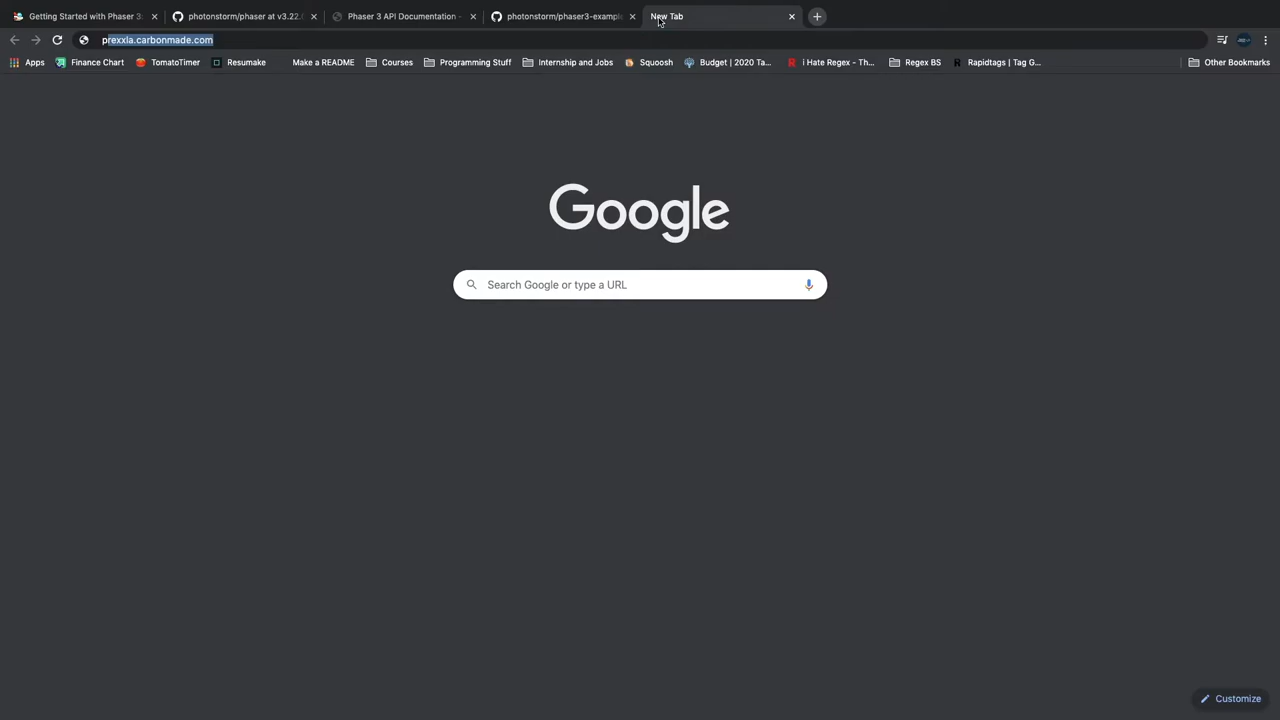 Getting Started with Phaser 3:
photonstorm/phaser at v3.22.
Phaser 3 API Documentation -
photonstorm/phaser3-example
New Tab
prexxla.carbonmade.com
Apps
Finance Chart
TomatoTimer
Resumake
Make a README
Courses
Programming Stuff
Internship and Jobs
Squoosh
Budget | 2020 Ta...
i Hate Regex - Th...
Regex BS
Rapidtags | Tag G...
Other Bookmarks
Google
Search Google or type a URL
Customize